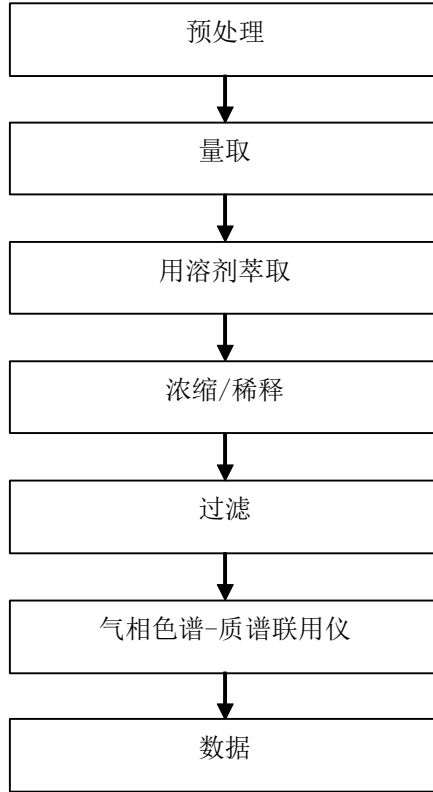 预处理
量取
用溶剂萃取
浓缩/稀释
过滤
气相色谱-质谱联用仪
数据